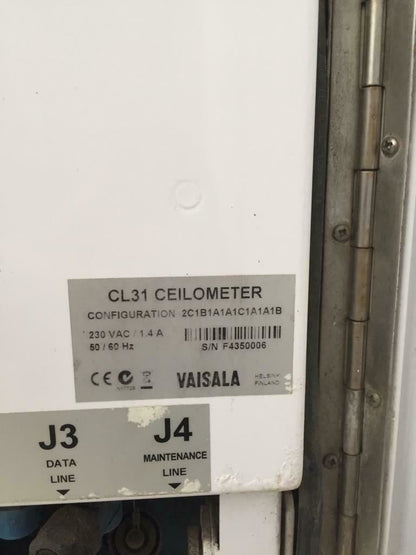 CL31 CEILOMETER
CONFIGURATION 2C1B1A1A1C1A1A1B
230 VAC / 1.4 A
50 / 60 Hz
S/N F4350006
CE
VAISALA
HELSINKI
FINLAND
J3
DATA
LINE
J4
MAINTENANCE
LINE